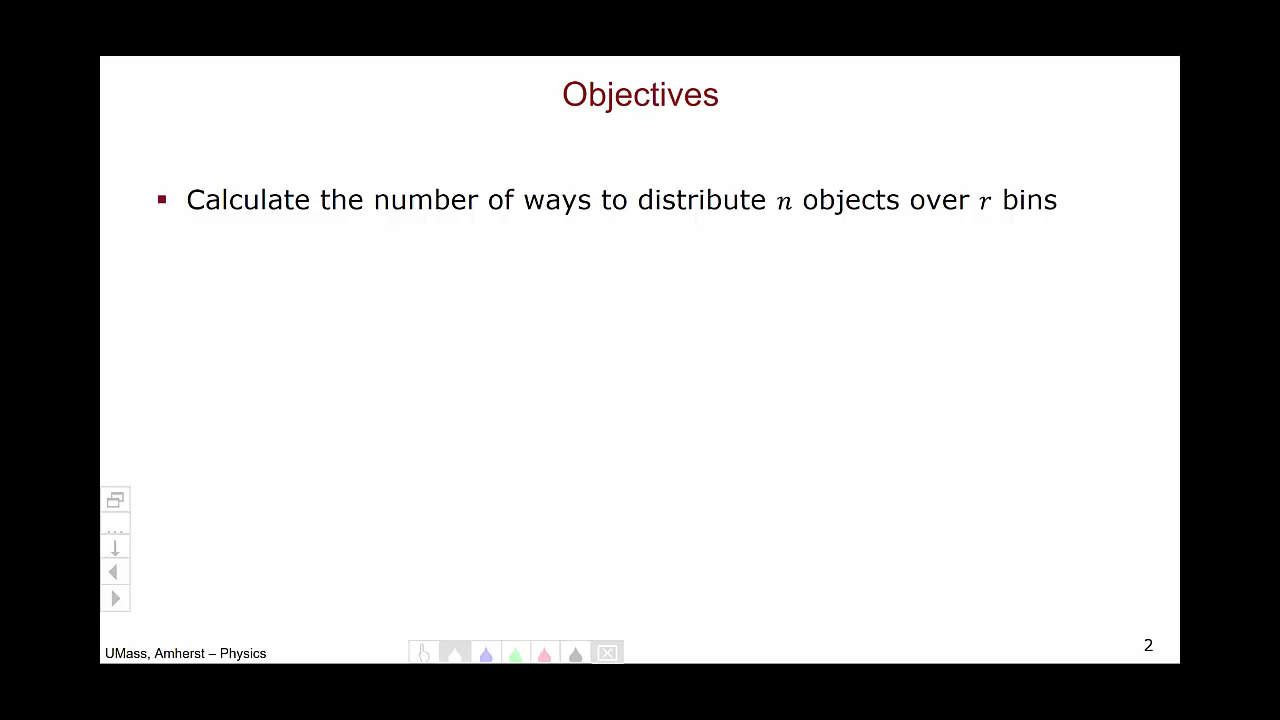 Objectives
▪ Calculate the number of ways to distribute n objects over r bins
...
UMass, Amherst – Physics
2